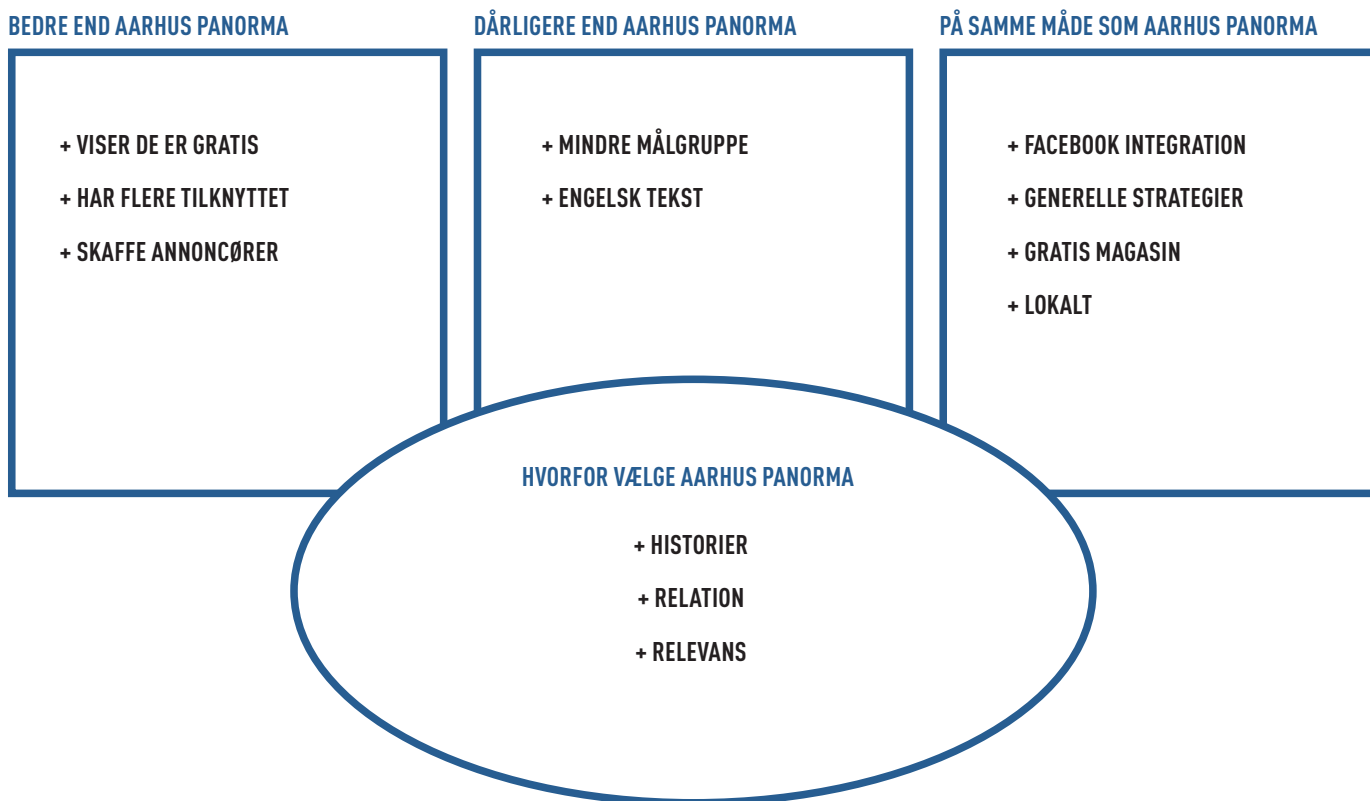 BEDRE END AARHUS PANORMA
+ VISER DE ER GRATIS
+ HAR FLERE TILKNYTTET
+ SKAFFE ANNONCØRER
DÅRLIGERE END AARHUS PANORMA
+ MINDRE MÅLGRUPPE
+ ENGELSK TEKST
PÅ SAMME MÅDE SOM AARHUS PANORMA
+ FACEBOOK INTEGRATION
+ GENERELLE STRATEGIER
+ GRATIS MAGASIN
+ LOKALT
HVORFOR VÆLGE AARHUS PANORMA
+ HISTORIER
+ RELATION
+ RELEVANS